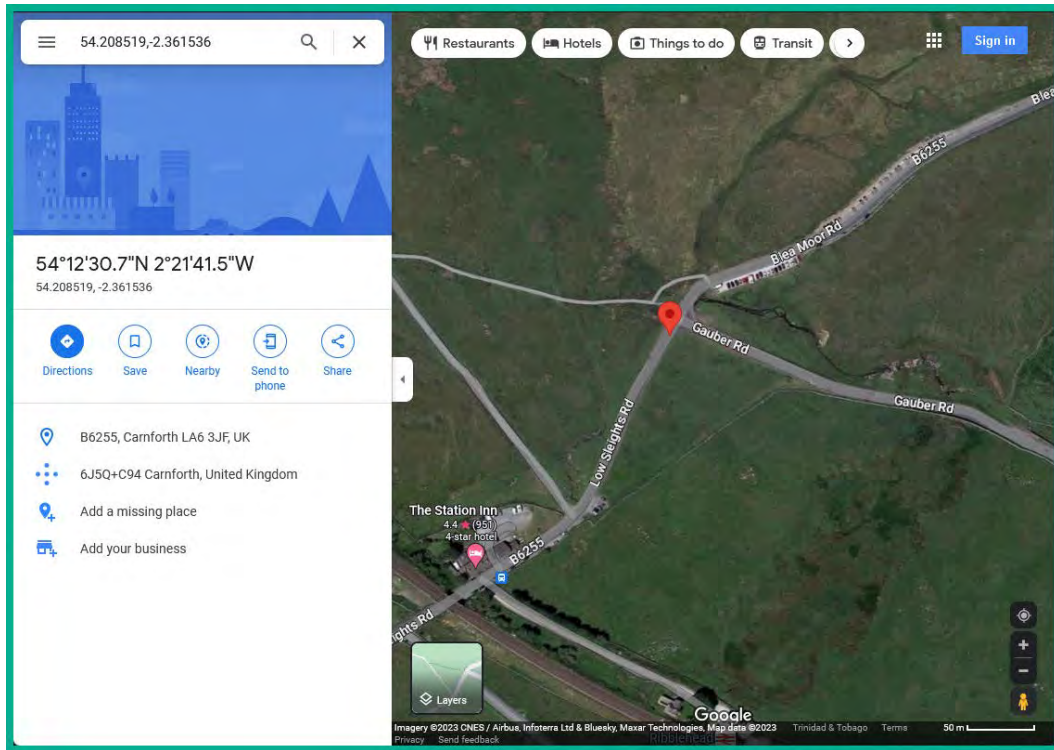 54.208519,-2.361536
Restaurants
Hotels
Things to do
Transit
Sign in
54°12'30.7"N 2°21'41.5"W
54.208519, -2.361536
Directions
Save
Nearby
Send to
phone
Share
B6255, Carnforth LA6 3JF, UK
6J5Q+C94 Carnforth, United Kingdom
Add a missing place
Add your business
Blea
B6255
Blea Moor Rd
Gauber Rd
Gauber Rd
Low Sleights Rd
The Station Inn
4.4 ★ (951)
4-star hotel
B6255
ights Rd
Layers
Google
Imagery ©2023 CNES / Airbus, Infoterra Ltd & Bluesky, Maxar Technologies, Map data ©2023 Trinidad & Tobago Terms 50 m
Privacy Send feedback
Ribblehead